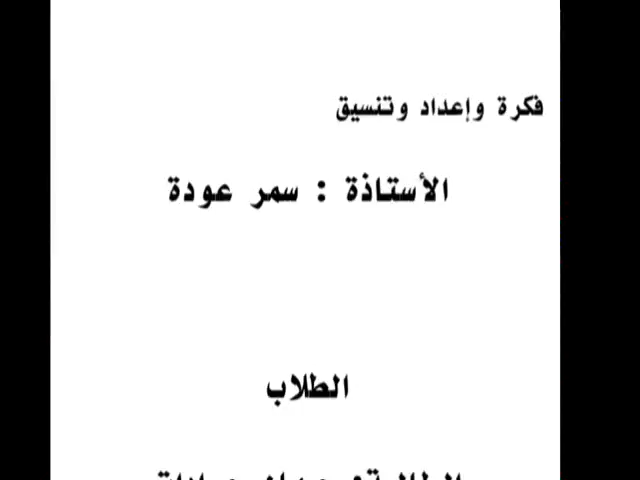 فكرة وإعداد وتنسيق
الأستاذة : سمر عودة
الطلاب